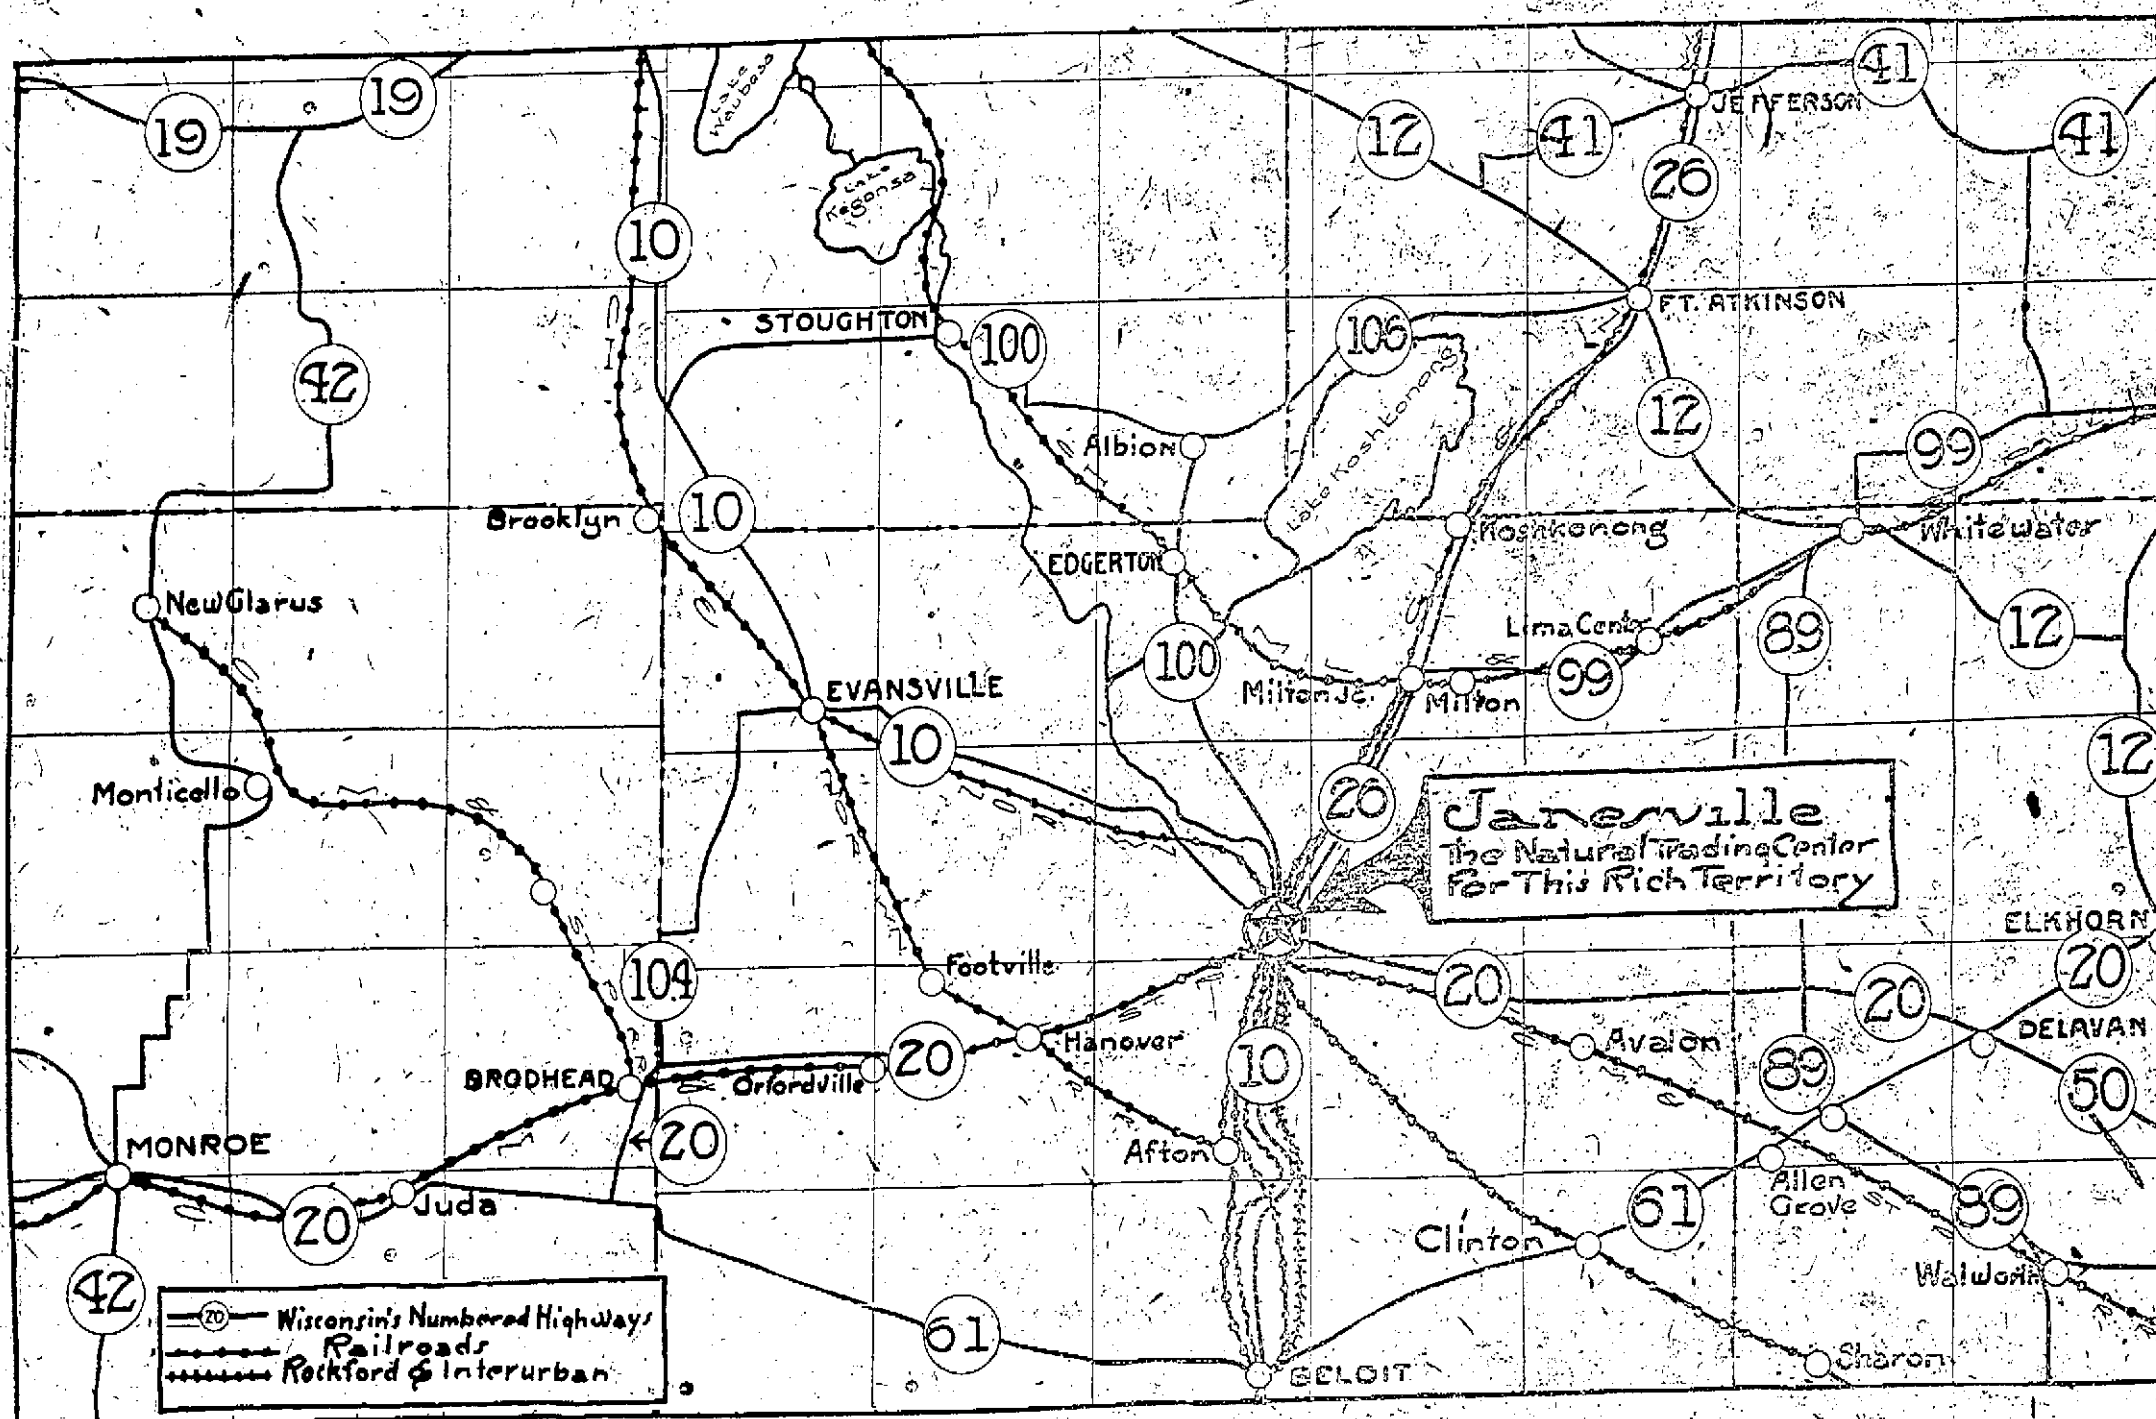 19
19
Lake
Waubesa
12
41
JEFFERSON
41
41
26
Lake
Kegonsa
10
STOUGHTON
100
106
FT. ATKINSON
42
12
Albion
99
Lake Koshkonong
Brooklyn
10
Koshkonong
Whitewater
EDGERTON
New Glarus
Lima Cent
89
12
100
EVANSVILLE
Milton Jc.
Milton
99
10
12
Monticello
26
Janesville
The Natural Trading Center
For This Rich Territory
ELKHORN
104
Footville
20
20
20
Hanover
Avalon
DELAVAN
BRODHEAD
Orfordville
20
10
89
50
20
MONROE
Afton
Allen
Grove
Juda
20
61
89
Clinton
Walworth
42
20
Wisconsin's Numbered Highways
Railroads
Rockford & Interurban
61
BELOIT
Sharon